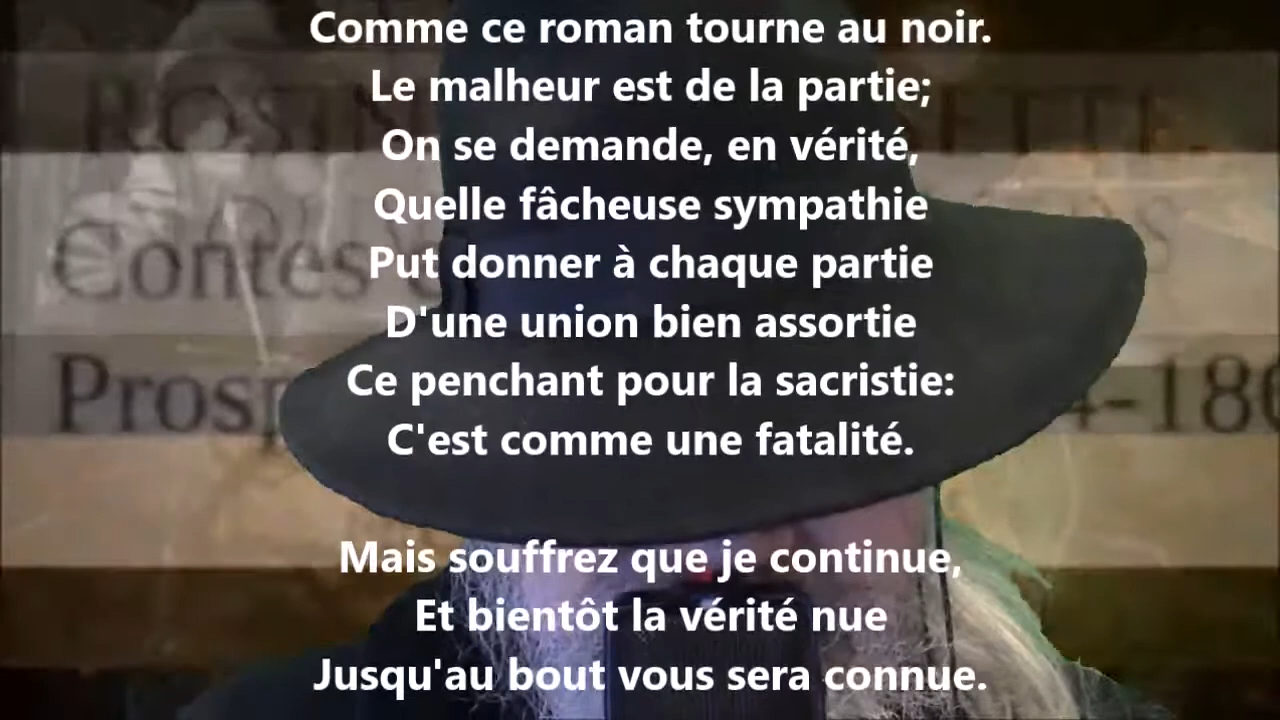 Comme ce roman tourne au noir.
Le malheur est de la partie;
On se demande, en vérité,
Quelle fâcheuse sympathie
Put donner à chaque partie
D'une union bien assortie
Ce penchant pour la sacristie:
C'est comme une fatalité.
Mais souffrez que je continue,
Et bientôt la vérité nue
Jusqu'au bout vous sera connue.
Contes